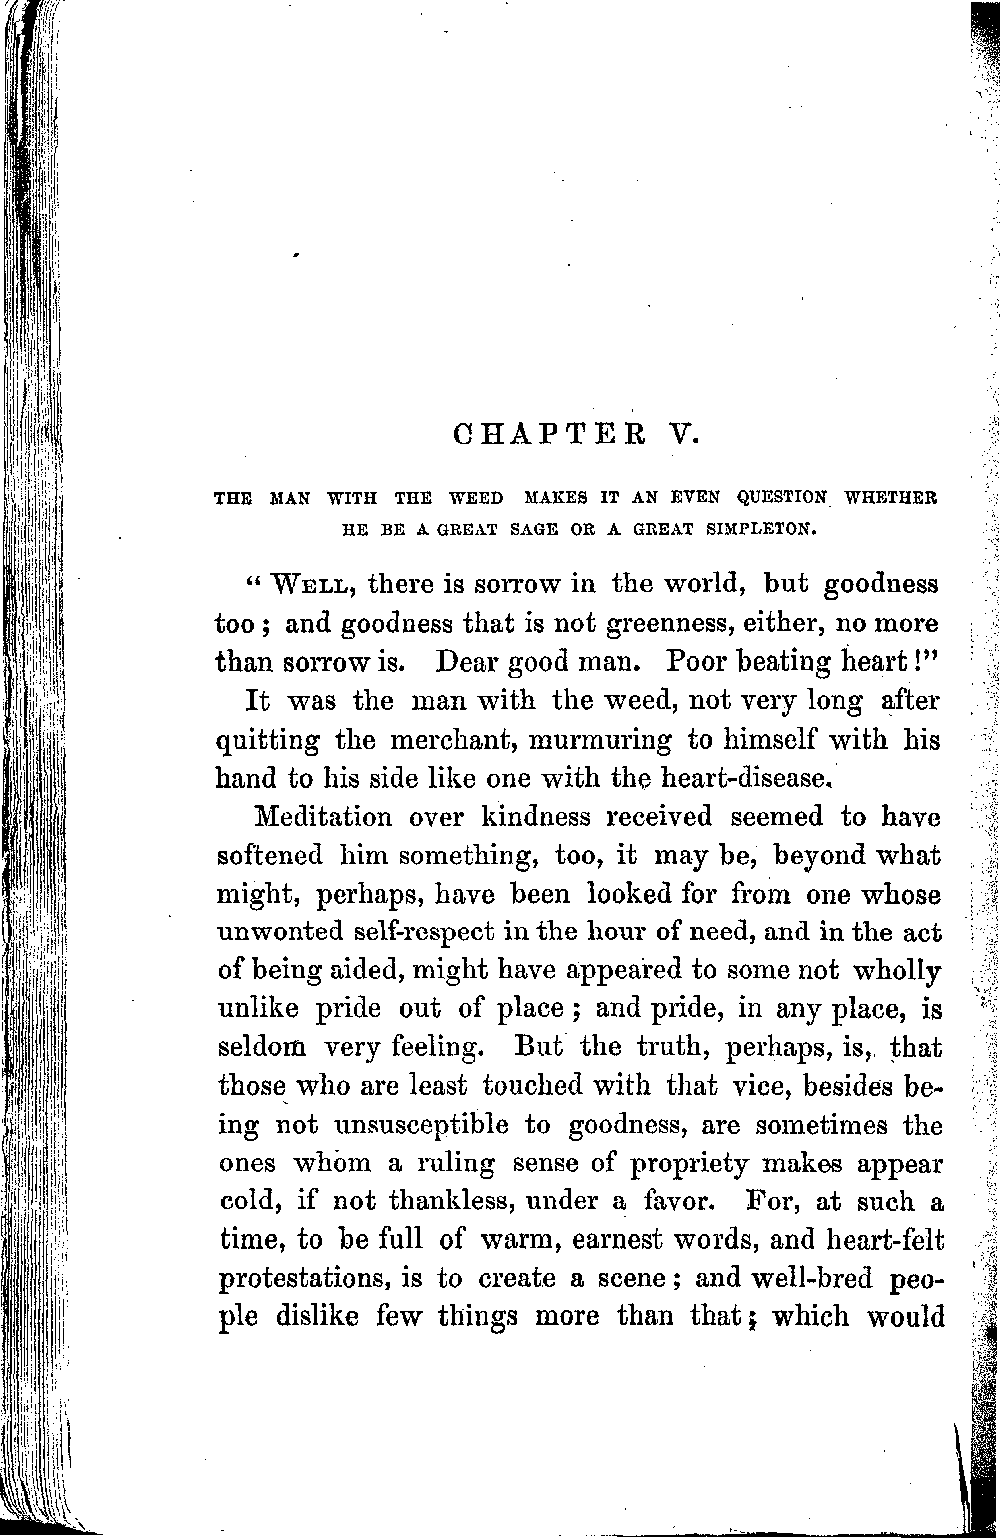 CHAPTER V.
THE MAN WITH THE WEED MAKES IT AN EVEN QUESTION WHETHER
HE BE A GREAT SAGE OR A GREAT SIMPLETON.
“ WELL, there is sorrow in the world, but goodness
too ; and goodness that is not greenness, either, no more
than sorrow is. Dear good man. Poor beating heart !”
It was the man with the weed, not very long after
quitting the merchant, murmuring to himself with his
hand to his side like one with the heart-disease.
Meditation over kindness received seemed to have
softened him something, too, it may be, beyond what
might, perhaps, have been looked for from one whose
unwonted self-respect in the hour of need, and in the act
of being aided, might have appeared to some not wholly
unlike pride out of place ; and pride, in any place, is
seldom very feeling. But the truth, perhaps, is, that
those who are least touched with that vice, besides be-
ing not unsusceptible to goodness, are sometimes the
ones whom a ruling sense of propriety makes appear
cold, if not thankless, under a favor. For, at such a
time, to be full of warm, earnest words, and heart-felt
protestations, is to create a scene ; and well-bred peo-
ple dislike few things more than that ; which would